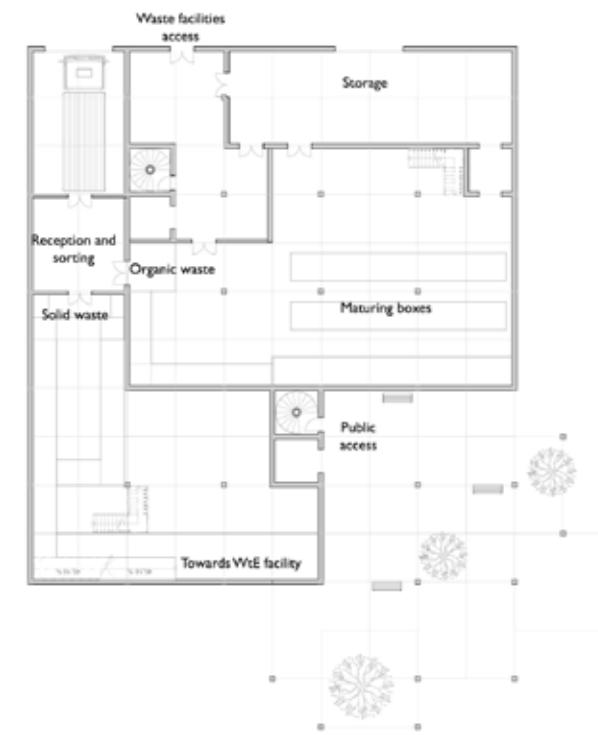 Waste facilities
access
Storage
Reception and
sorting
Organic waste
Solid waste
Maturing boxes
Public
access
Towards WtE facility